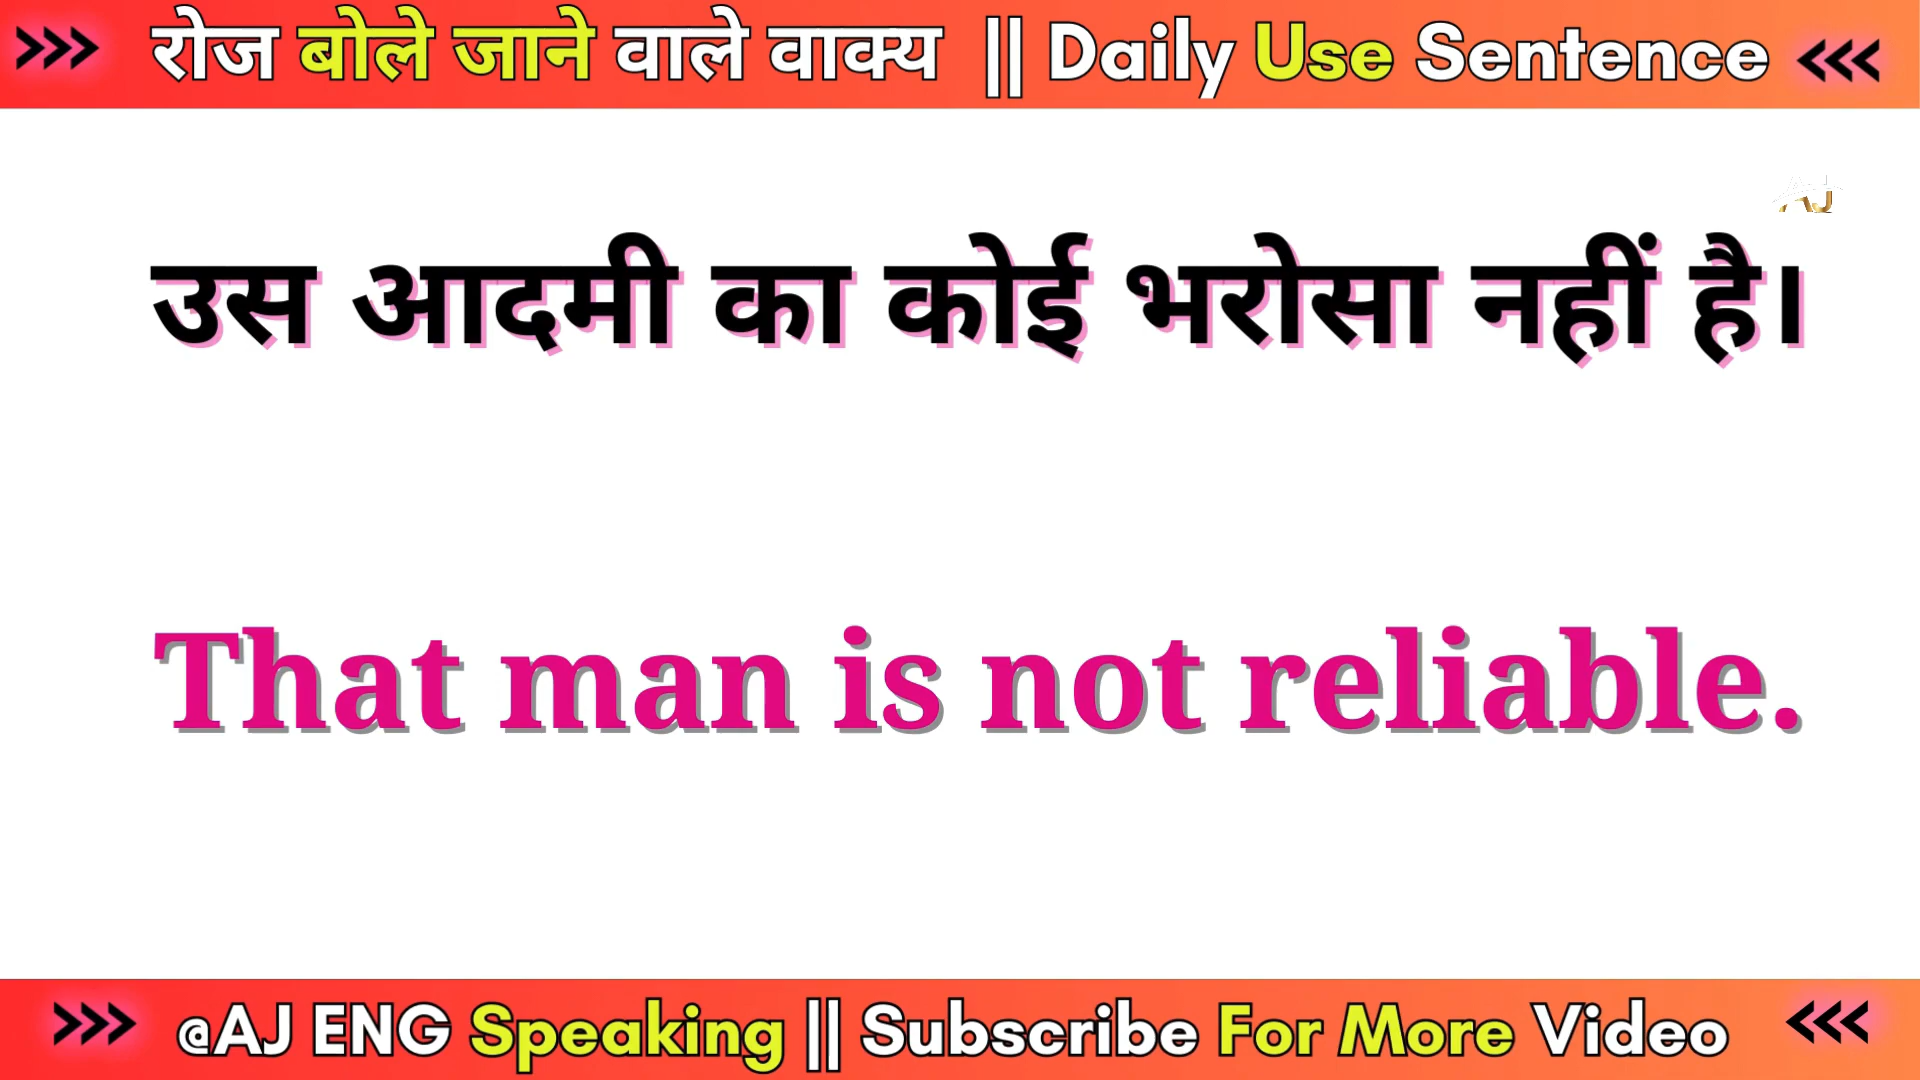 रोज बोले जाने वाले वाक्य || Daily Use Sentence
AJ
उस आदमी का कोई भरोसा नहीं है।
That man is not reliable.
@AJ ENG Speaking || Subscribe For More Video